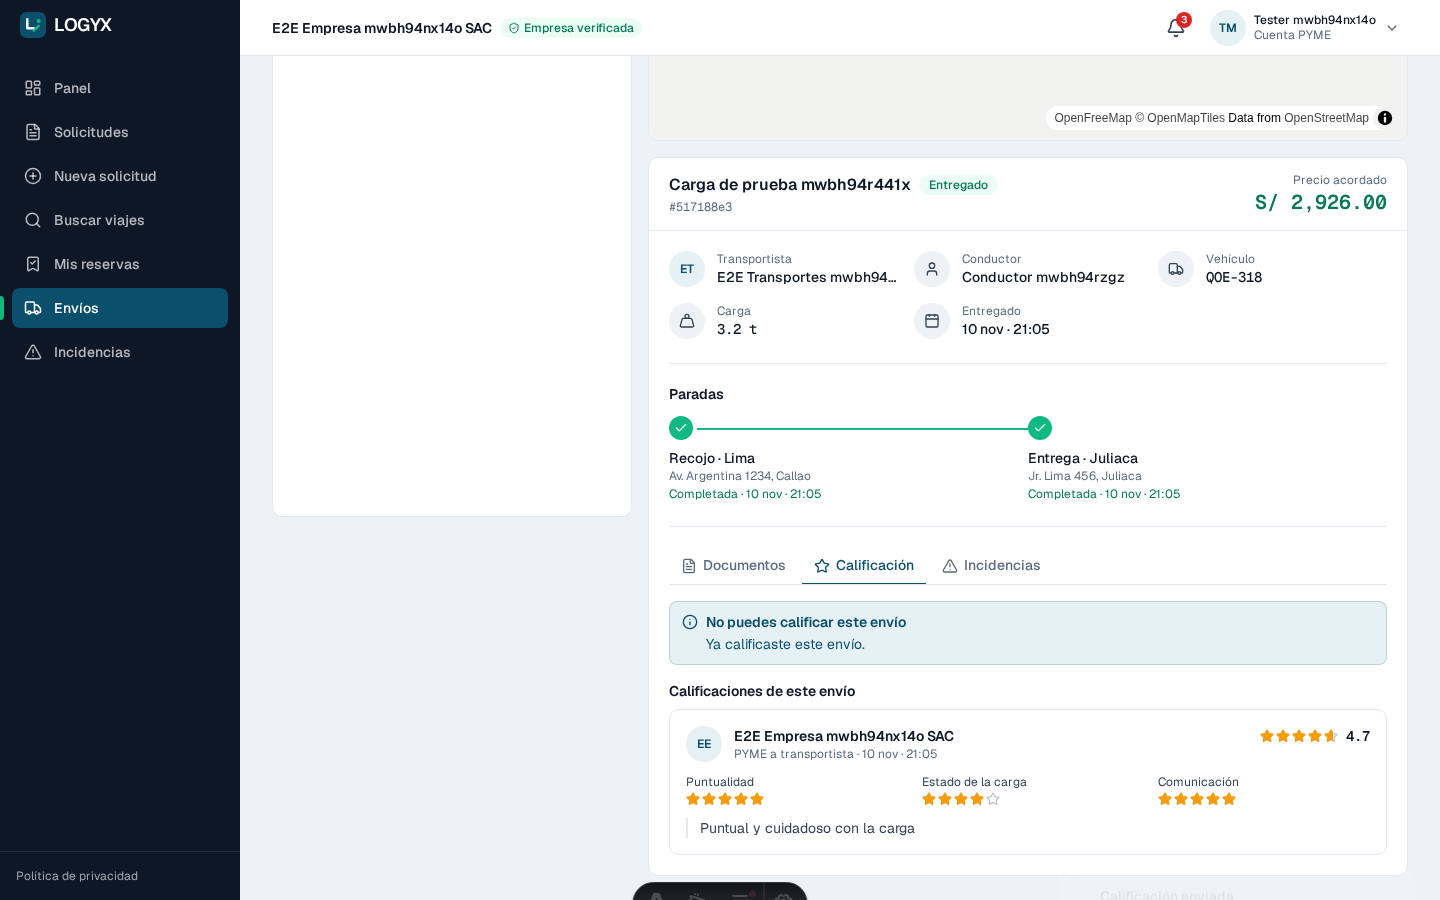 LOGYX
Panel
Solicitudes
Nueva solicitud
Buscar viajes
Mis reservas
Envíos
Incidencias
Política de privacidad
E2E Empresa mwbh94nx14o SAC
Empresa verificada
3
TM
Tester mwbh94nx14o
Cuenta PYME
OpenFreeMap © OpenMapTiles Data from OpenStreetMap
Carga de prueba mwbh94r441x
Entregado
#517188e3
Precio acordado
S/ 2,926.00
ET
Transportista
E2E Transportes mwbh94...
Conductor
Conductor mwbh94rzgz
Vehículo
QOE-318
Carga
3.2 t
Entregado
10 nov · 21:05
Paradas
Recojo · Lima
Av. Argentina 1234, Callao
Completada · 10 nov · 21:05
Entrega · Juliaca
Jr. Lima 456, Juliaca
Completada · 10 nov · 21:05
Documentos
Calificación
Incidencias
No puedes calificar este envío
Ya calificaste este envío.
Calificaciones de este envío
EE
E2E Empresa mwbh94nx14o SAC
PYME a transportista · 10 nov · 21:05
4.7
Puntualidad
Estado de la carga
Comunicación
Puntual y cuidadoso con la carga
Calificación enviada